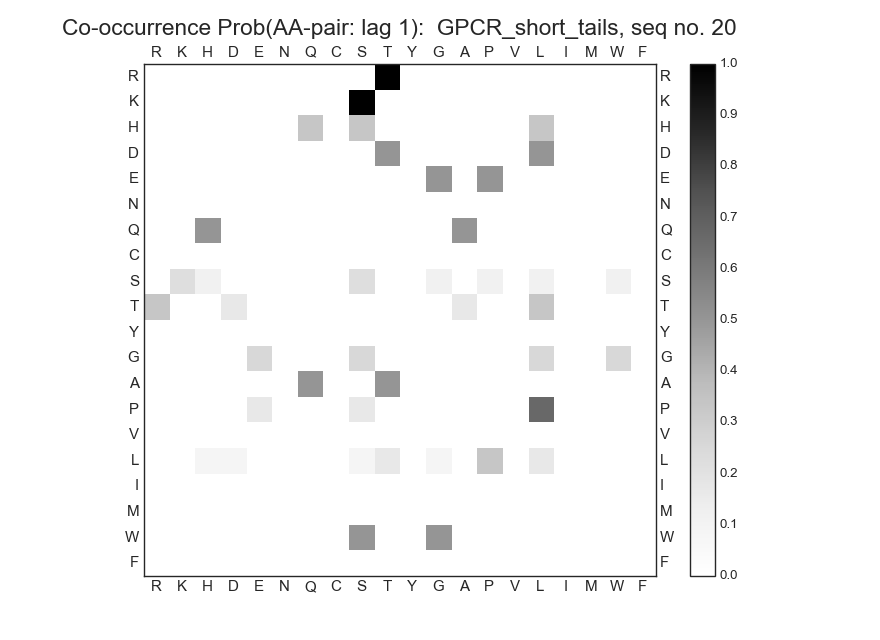 Co-occurrence Prob(AA-pair: lag 1):  GPCR_short_tails, seq no. 20
R K H D E N Q C S T Y G A P V L I M W F
R R 1.0
K K 0.9
H H
D D 0.8
E E
N N 0.7
Q Q
C C 0.6
S S
T T 0.5
Y Y
G G 0.4
A A
P P 0.3
V V
L L 0.2
I I
M M 0.1
W W
F F 0.0
R K H D E N Q C S T Y G A P V L I M W F